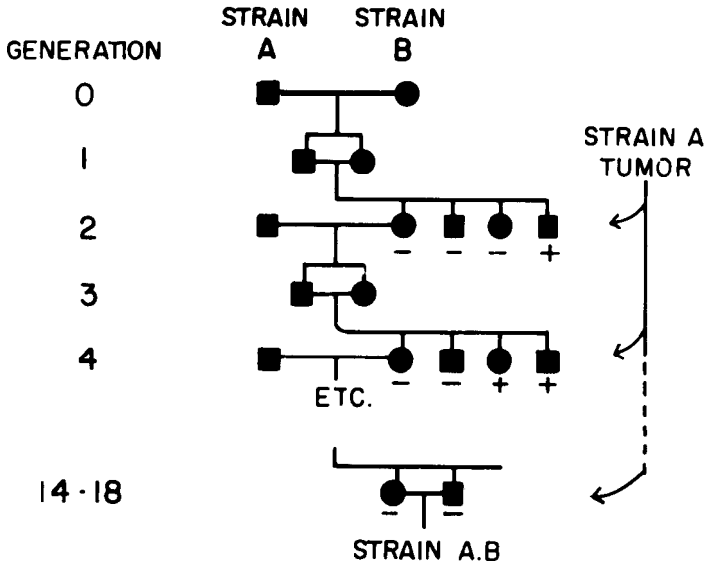 STRAIN A
STRAIN B
GENERATION
0
1
STRAIN A
TUMOR
2
− − − +
3
4
− − + +
ETC.
14-18
− −
STRAIN A.B